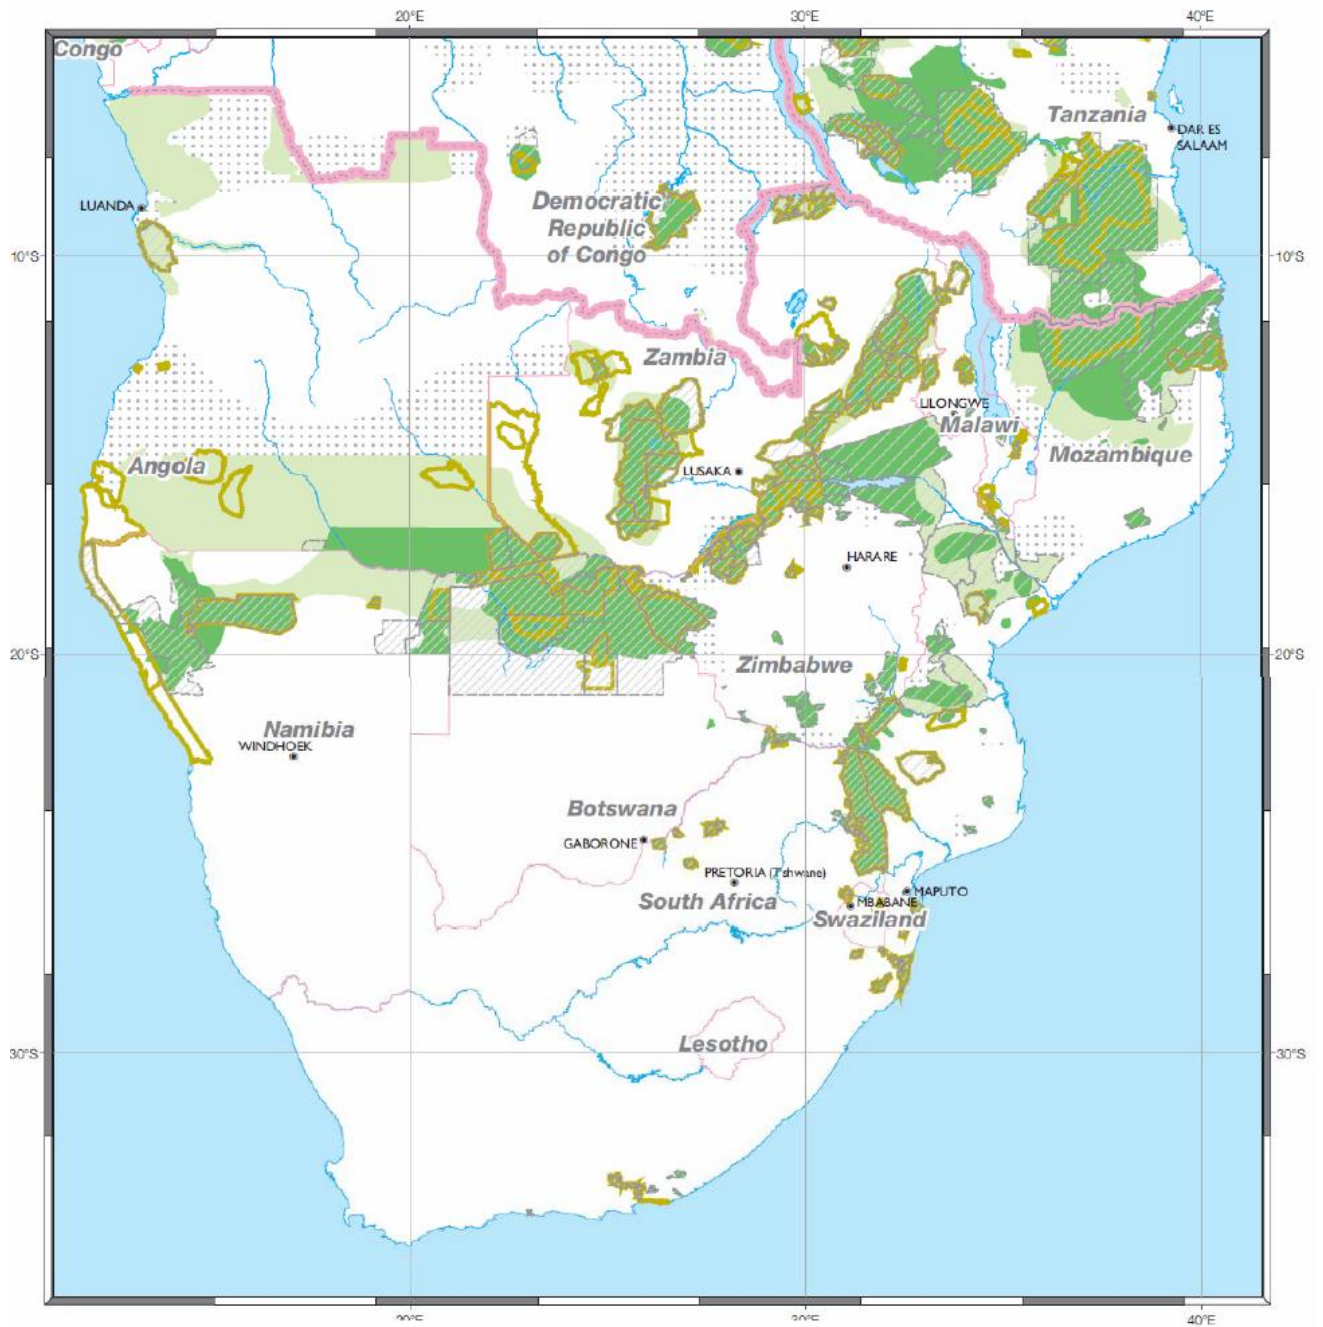 20°E
30°E
40°E
Congo
Tanzania
DAR ES
SALAAM
LUANDA
Democratic
Republic
of Congo
10°S
10°S
Zambia
LILONGWE
Malawi
Mozambique
Angola
LUSAKA
HARARE
20°S
20°S
Zimbabwe
Namibia
WINDHOEK
Botswana
GABORONE
PRETORIA (Tshwane)
MAPUTO
South Africa
MBABANE
Swaziland
Lesotho
30°S
30°S
20°E
30°E
40°E